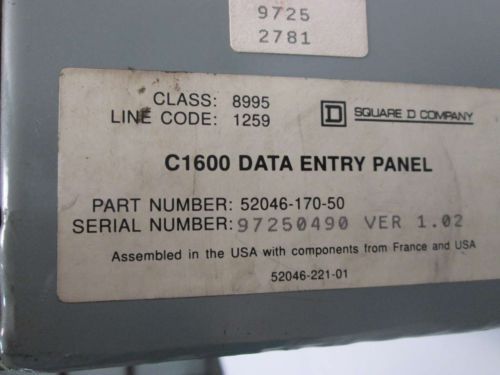 9725
2781
CLASS: 8995
LINE CODE: 1259
D SQUARE D COMPANY
C1600 DATA ENTRY PANEL
PART NUMBER: 52046-170-50
SERIAL NUMBER: 97250490 VER 1.02
Assembled in the USA with components from France and USA
52046-221-01